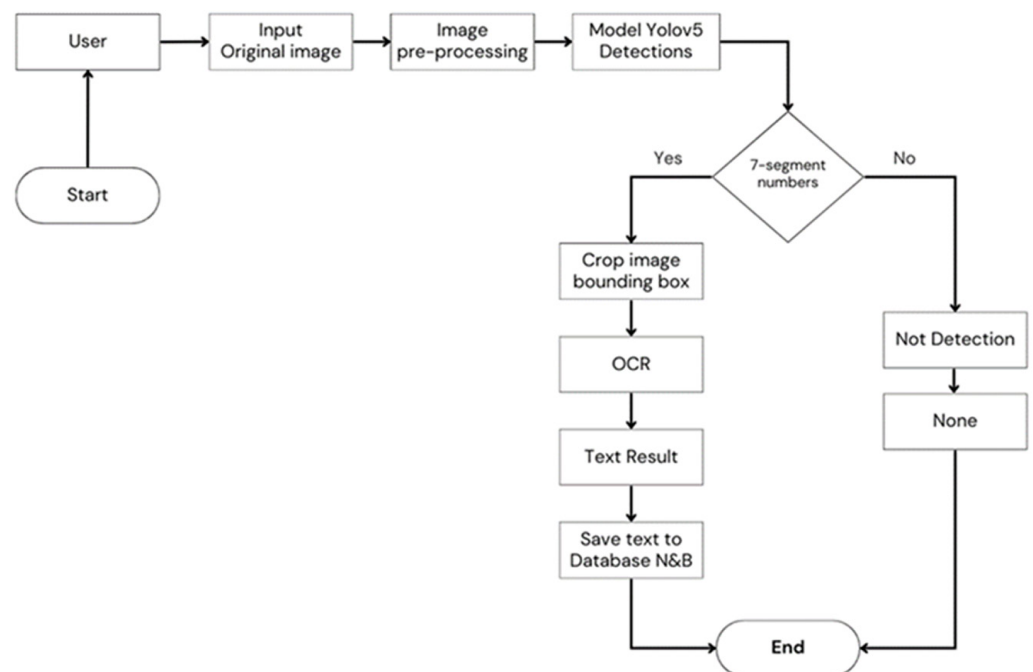 User
Input
Original image
Image
pre-processing
Model Yolov5
Detections
Start
Yes
7-segment
numbers
No
Crop image
bounding box
OCR
Text Result
Save text to
Database N&B
Not Detection
None
End